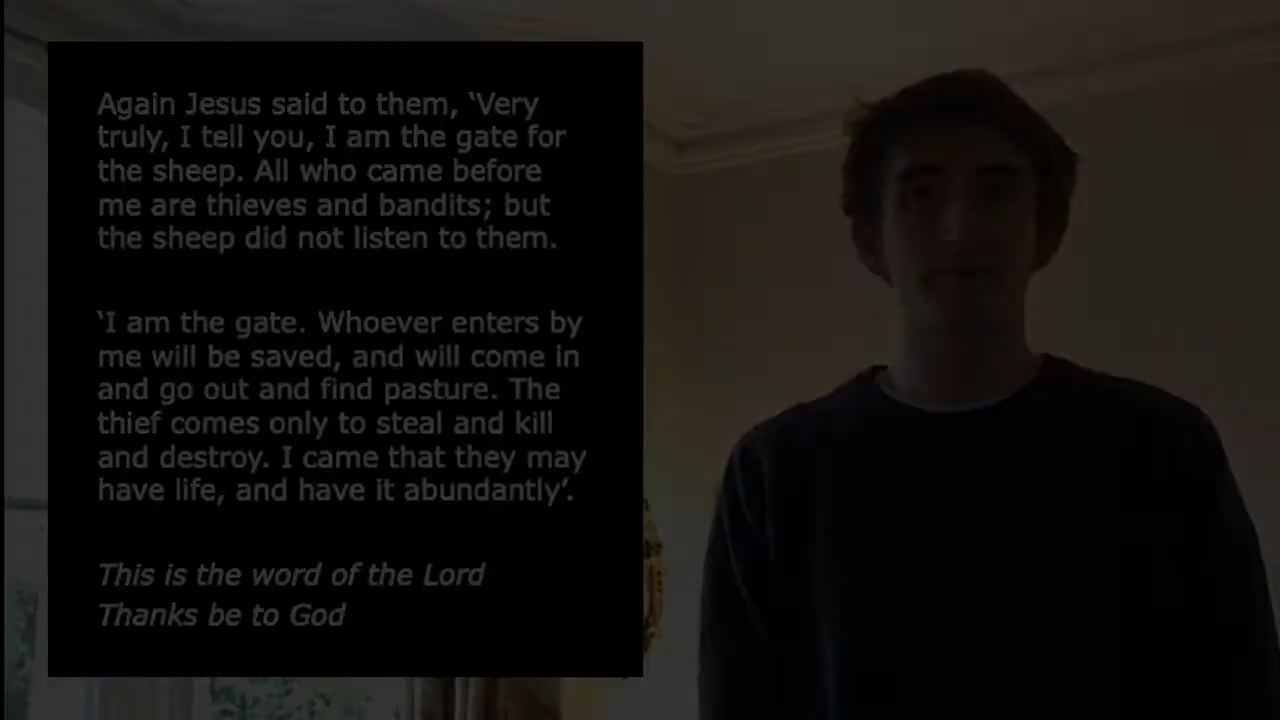 Again Jesus said to them, ‘Very
truly, I tell you, I am the gate for
the sheep. All who came before
me are thieves and bandits; but
the sheep did not listen to them.
‘I am the gate. Whoever enters by
me will be saved, and will come in
and go out and find pasture. The
thief comes only to steal and kill
and destroy. I came that they may
have life, and have it abundantly’.
This is the word of the Lord
Thanks be to God